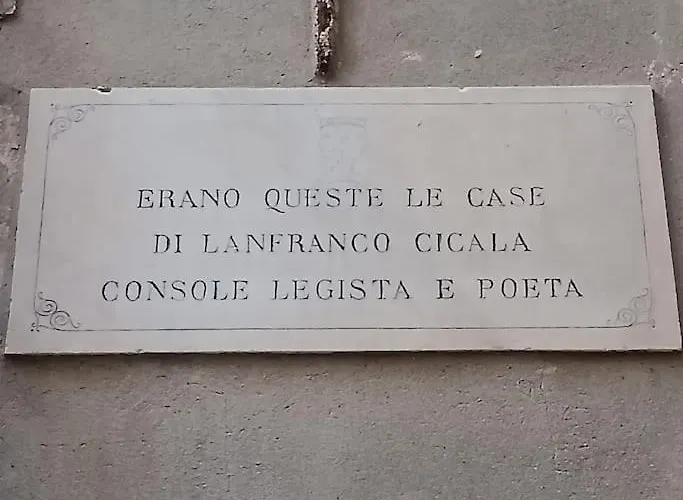 ERANO QUESTE LE CASE
DI LANFRANCO CICALA
CONSOLE LEGISTA E POETA